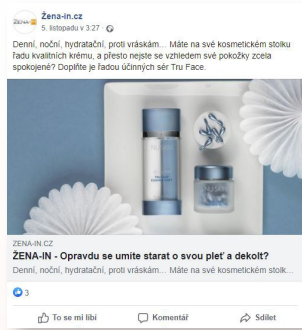 Žena-in.cz
5. listopadu v 3:27 ·
Denní, noční, hydratační, proti vráskám... Máte na své kosmetickém stolku
řadu kvalitních krému, a přesto nejste se vzhledem své pokožky zcela
spokojené? Doplňte je řadou účinných sér Tru Face.
ZENA-IN.CZ
ŽENA-IN - Opravdu se umíte starat o svou pleť a dekolt?
Denní, noční, hydratační, proti vráskám... Máte na své kosmetickém stolk...
3
To se mi líbí
Komentář
Sdílet